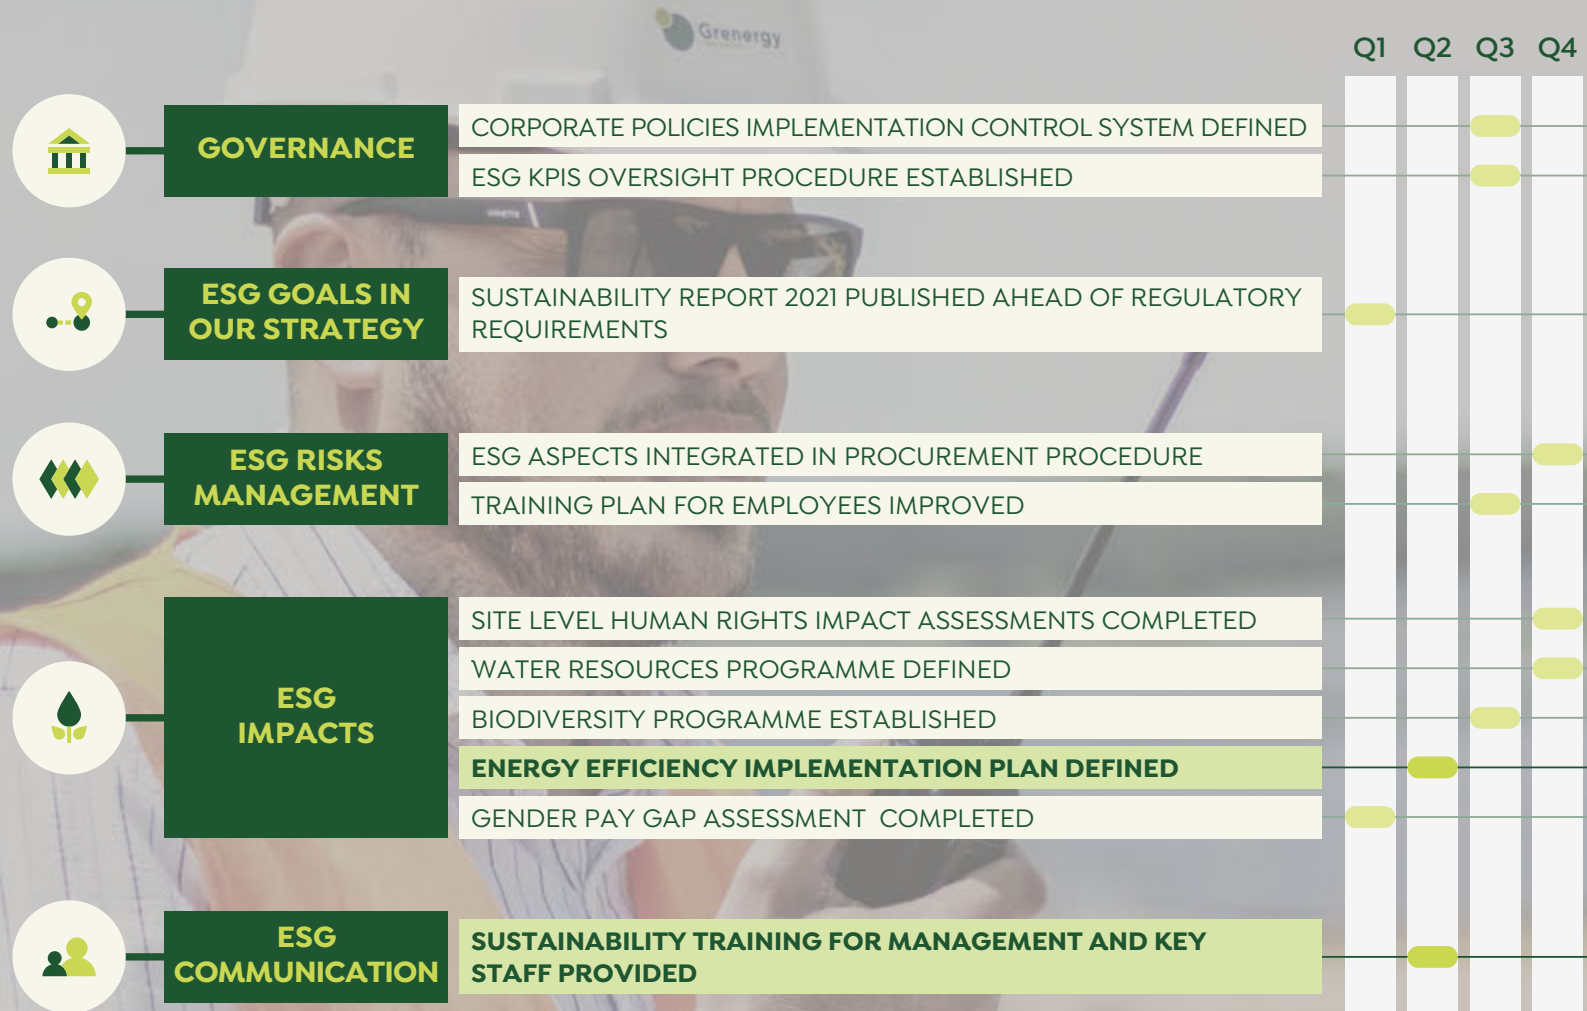 Grenergy
Q1 Q2 Q3 Q4
GOVERNANCE
CORPORATE POLICIES IMPLEMENTATION CONTROL SYSTEM DEFINED
ESG KPIS OVERSIGHT PROCEDURE ESTABLISHED
ESG GOALS IN
OUR STRATEGY
SUSTAINABILITY REPORT 2021 PUBLISHED AHEAD OF REGULATORY
REQUIREMENTS
ESG RISKS
MANAGEMENT
ESG ASPECTS INTEGRATED IN PROCUREMENT PROCEDURE
TRAINING PLAN FOR EMPLOYEES IMPROVED
ESG
IMPACTS
SITE LEVEL HUMAN RIGHTS IMPACT ASSESSMENTS COMPLETED
WATER RESOURCES PROGRAMME DEFINED
BIODIVERSITY PROGRAMME ESTABLISHED
ENERGY EFFICIENCY IMPLEMENTATION PLAN DEFINED
GENDER PAY GAP ASSESSMENT COMPLETED
ESG
COMMUNICATION
SUSTAINABILITY TRAINING FOR MANAGEMENT AND KEY
STAFF PROVIDED